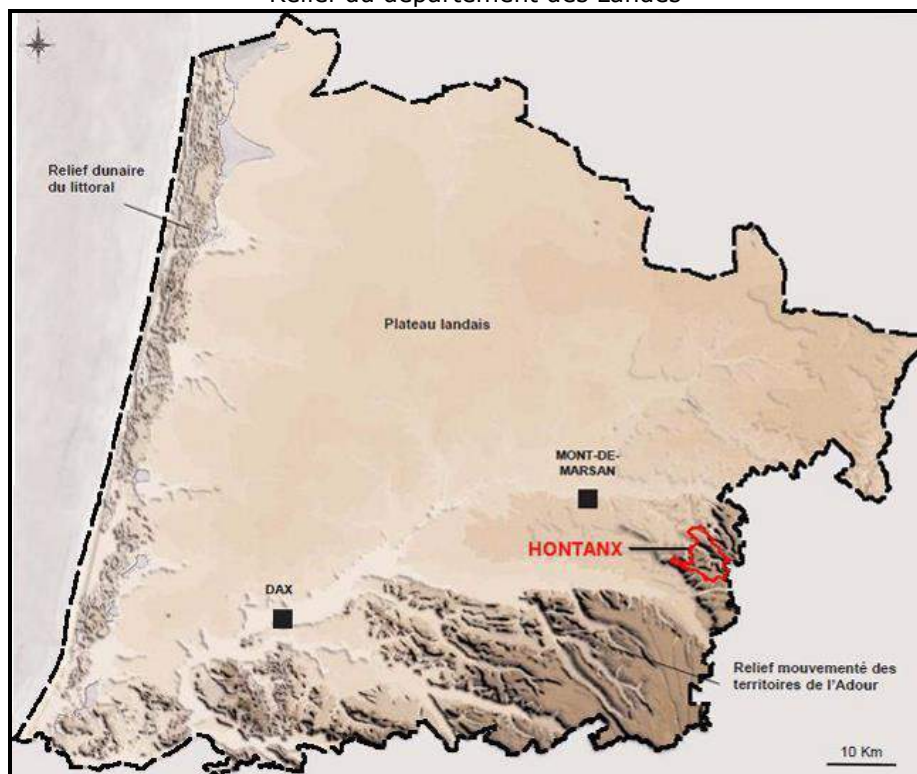 Relief du département des Landes
Relief dunaire
du littoral
Plateau landais
MONT-DE-
MARSAN
HONTANX
DAX
Relief mouvementé des
territoires de l'Adour
10 Km